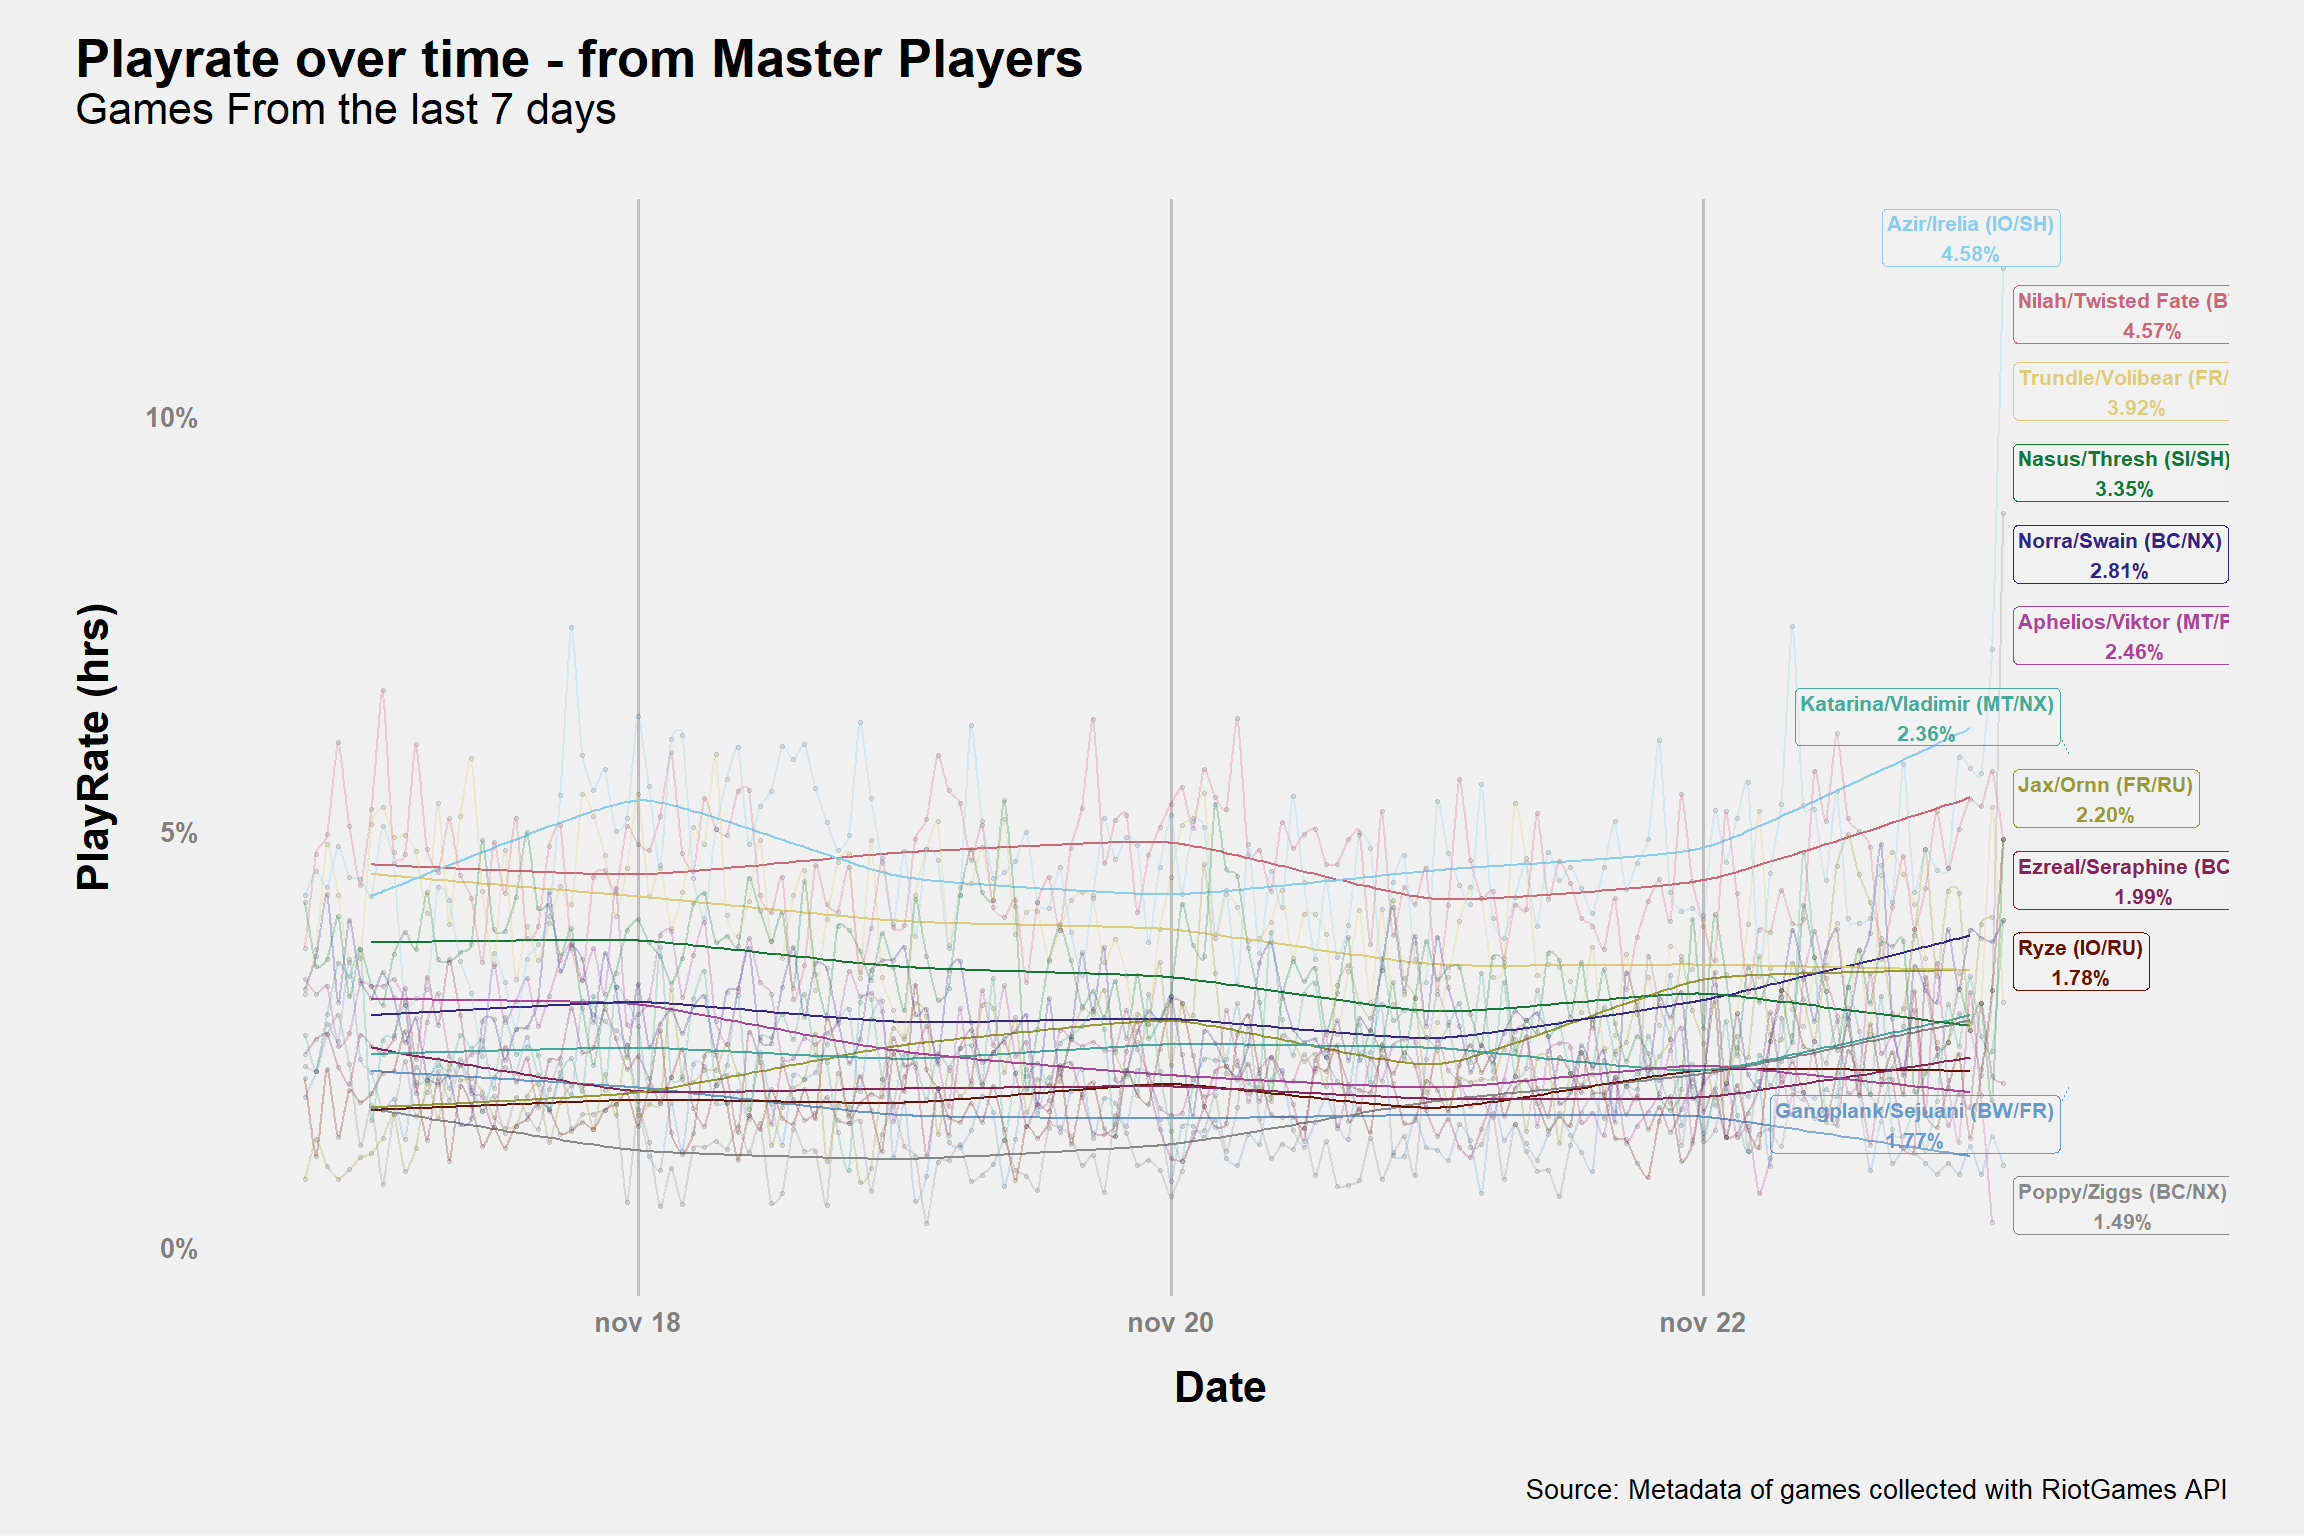 Playrate over time - from Master Players
Games From the last 7 days
PlayRate (hrs)
10%
5%
0%
nov 18
nov 20
nov 22
Date
Azir/Irelia (IO/SH)
4.58%
Nilah/Twisted Fate (B
4.57%
Trundle/Volibear (FR/
3.92%
Nasus/Thresh (SI/SH)
3.35%
Norra/Swain (BC/NX)
2.81%
Aphelios/Viktor (MT/
2.46%
Katarina/Vladimir (MT/NX)
2.36%
Jax/Ornn (FR/RU)
2.20%
Ezreal/Seraphine (BC
1.99%
Ryze (IO/RU)
1.78%
Gangplank/Sejuani (BW/FR)
1.77%
Poppy/Ziggs (BC/NX)
1.49%
Source: Metadata of games collected with RiotGames API